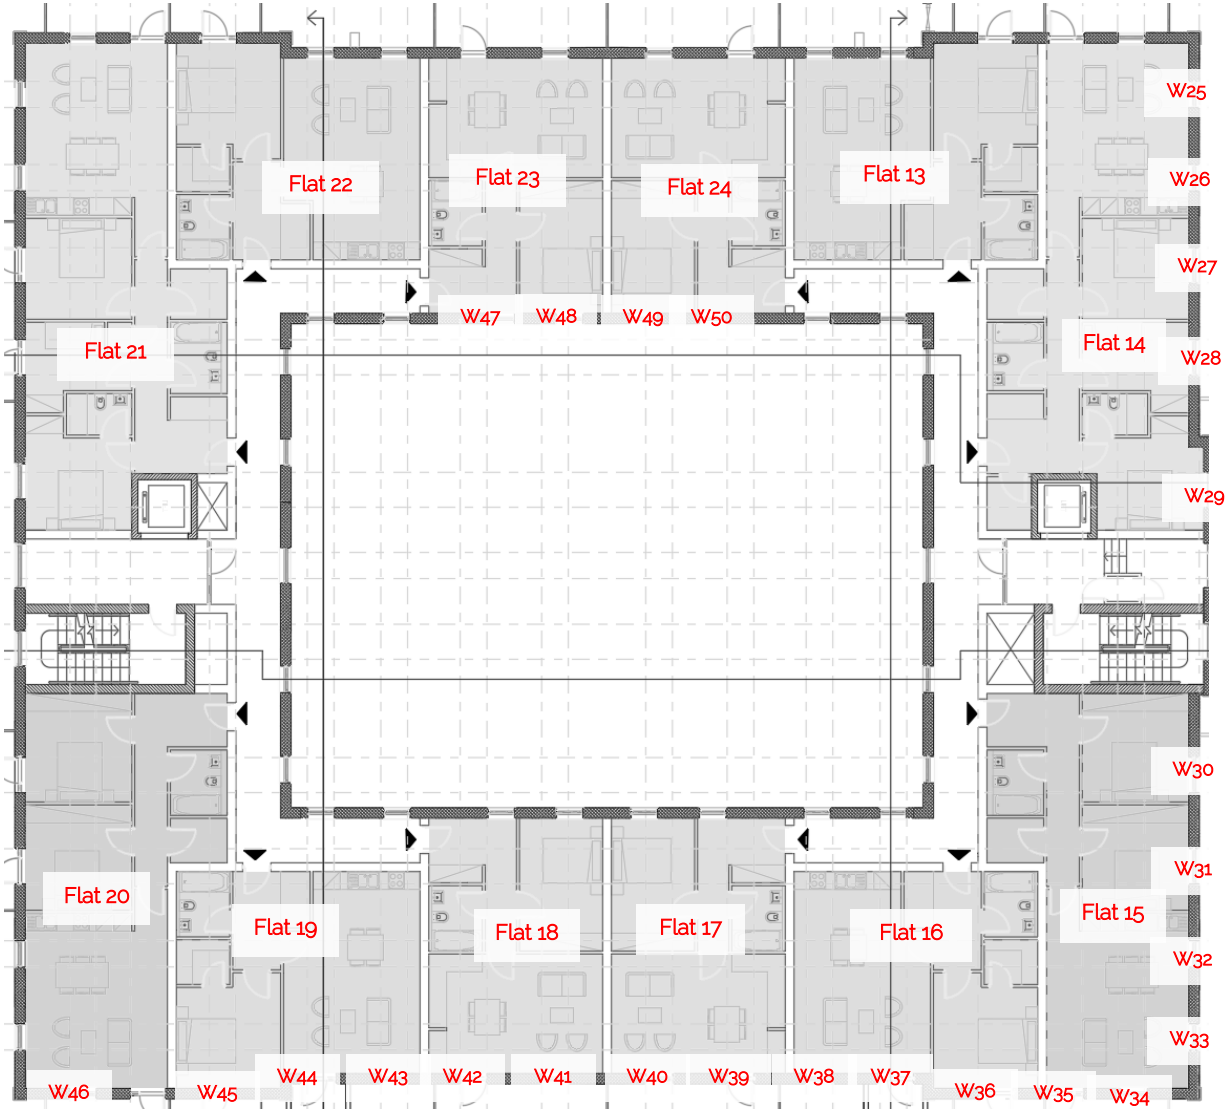 W25
Flat 13
Flat 23
Flat 22
Flat 24
W26
W27
W47
W48
W49
W50
Flat 14
Flat 21
W28
W29
W30
W31
Flat 20
Flat 15
Flat 19
Flat 17
Flat 18
Flat 16
W32
W33
W44
W43
W42
W41
W40
W39
W38
W37
W46
W45
W36
W35
W34